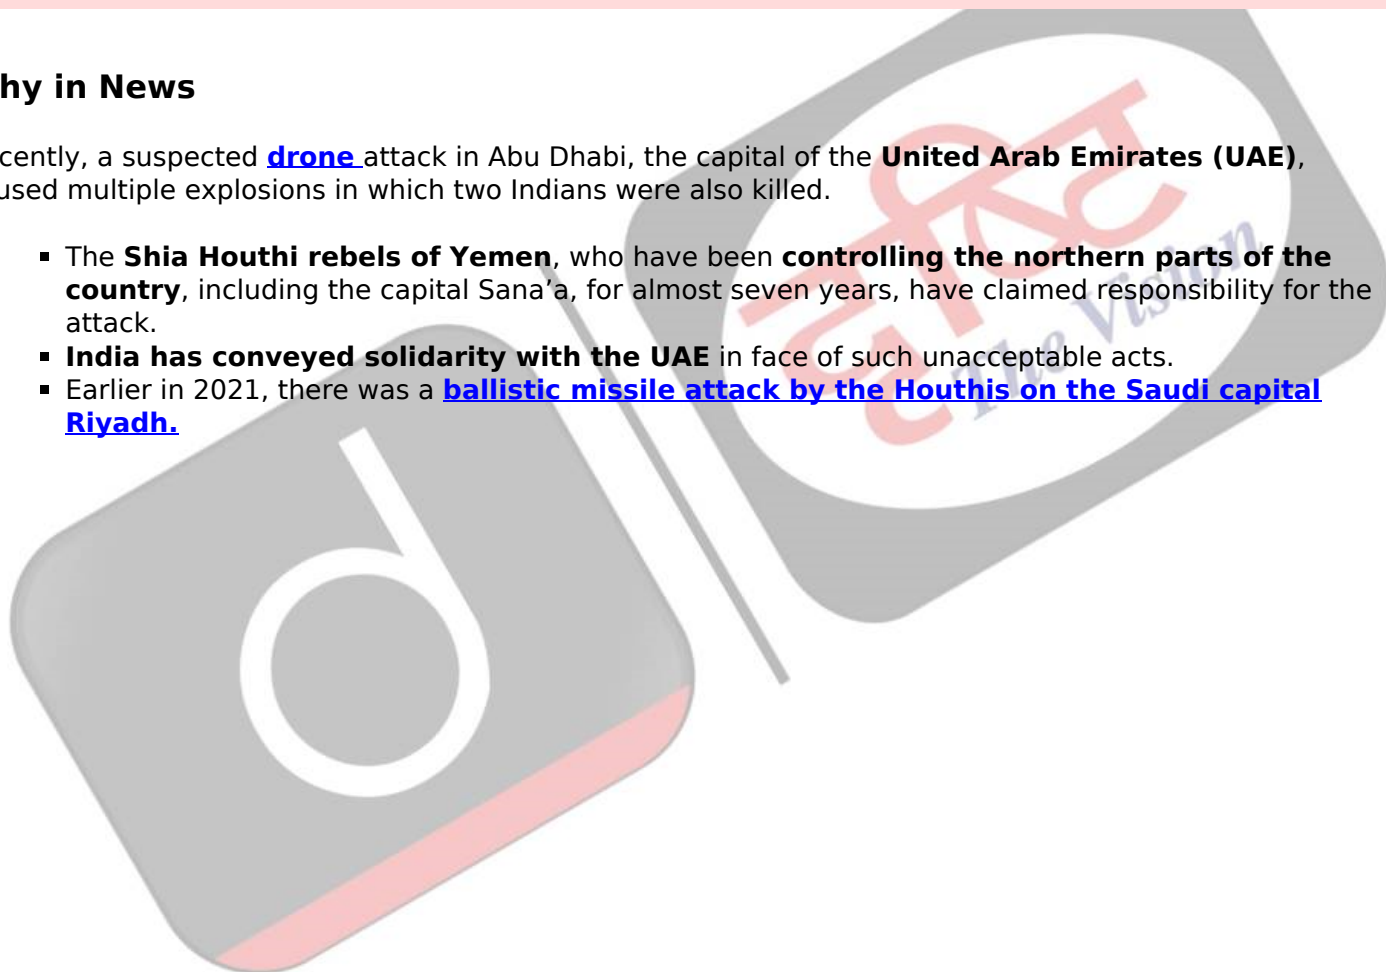 hy in News
cently, a suspected drone attack in Abu Dhabi, the capital of the United Arab Emirates (UAE),
used multiple explosions in which two Indians were also killed.
The Shia Houthi rebels of Yemen, who have been controlling the northern parts of the
country, including the capital Sana’a, for almost seven years, have claimed responsibility for the
attack.
India has conveyed solidarity with the UAE in face of such unacceptable acts.
Earlier in 2021, there was a ballistic missile attack by the Houthis on the Saudi capital
Riyadh.
दृष्टि
The Vision
d